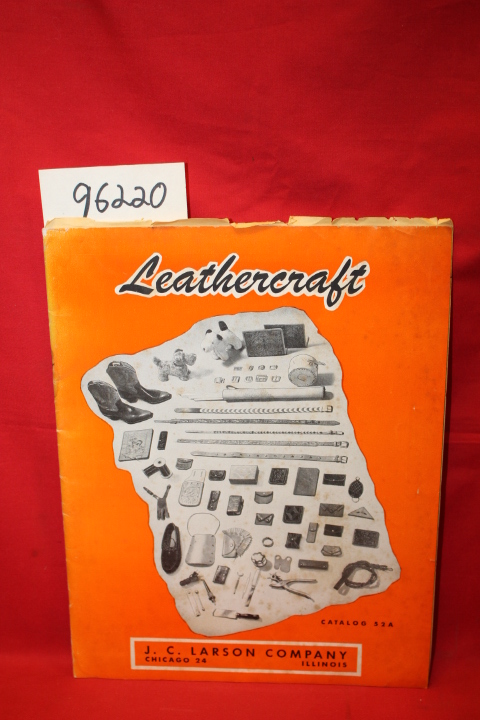 96220
Leathercraft
CATALOG 52A
J. C. LARSON COMPANY
CHICAGO 24 ILLINOIS